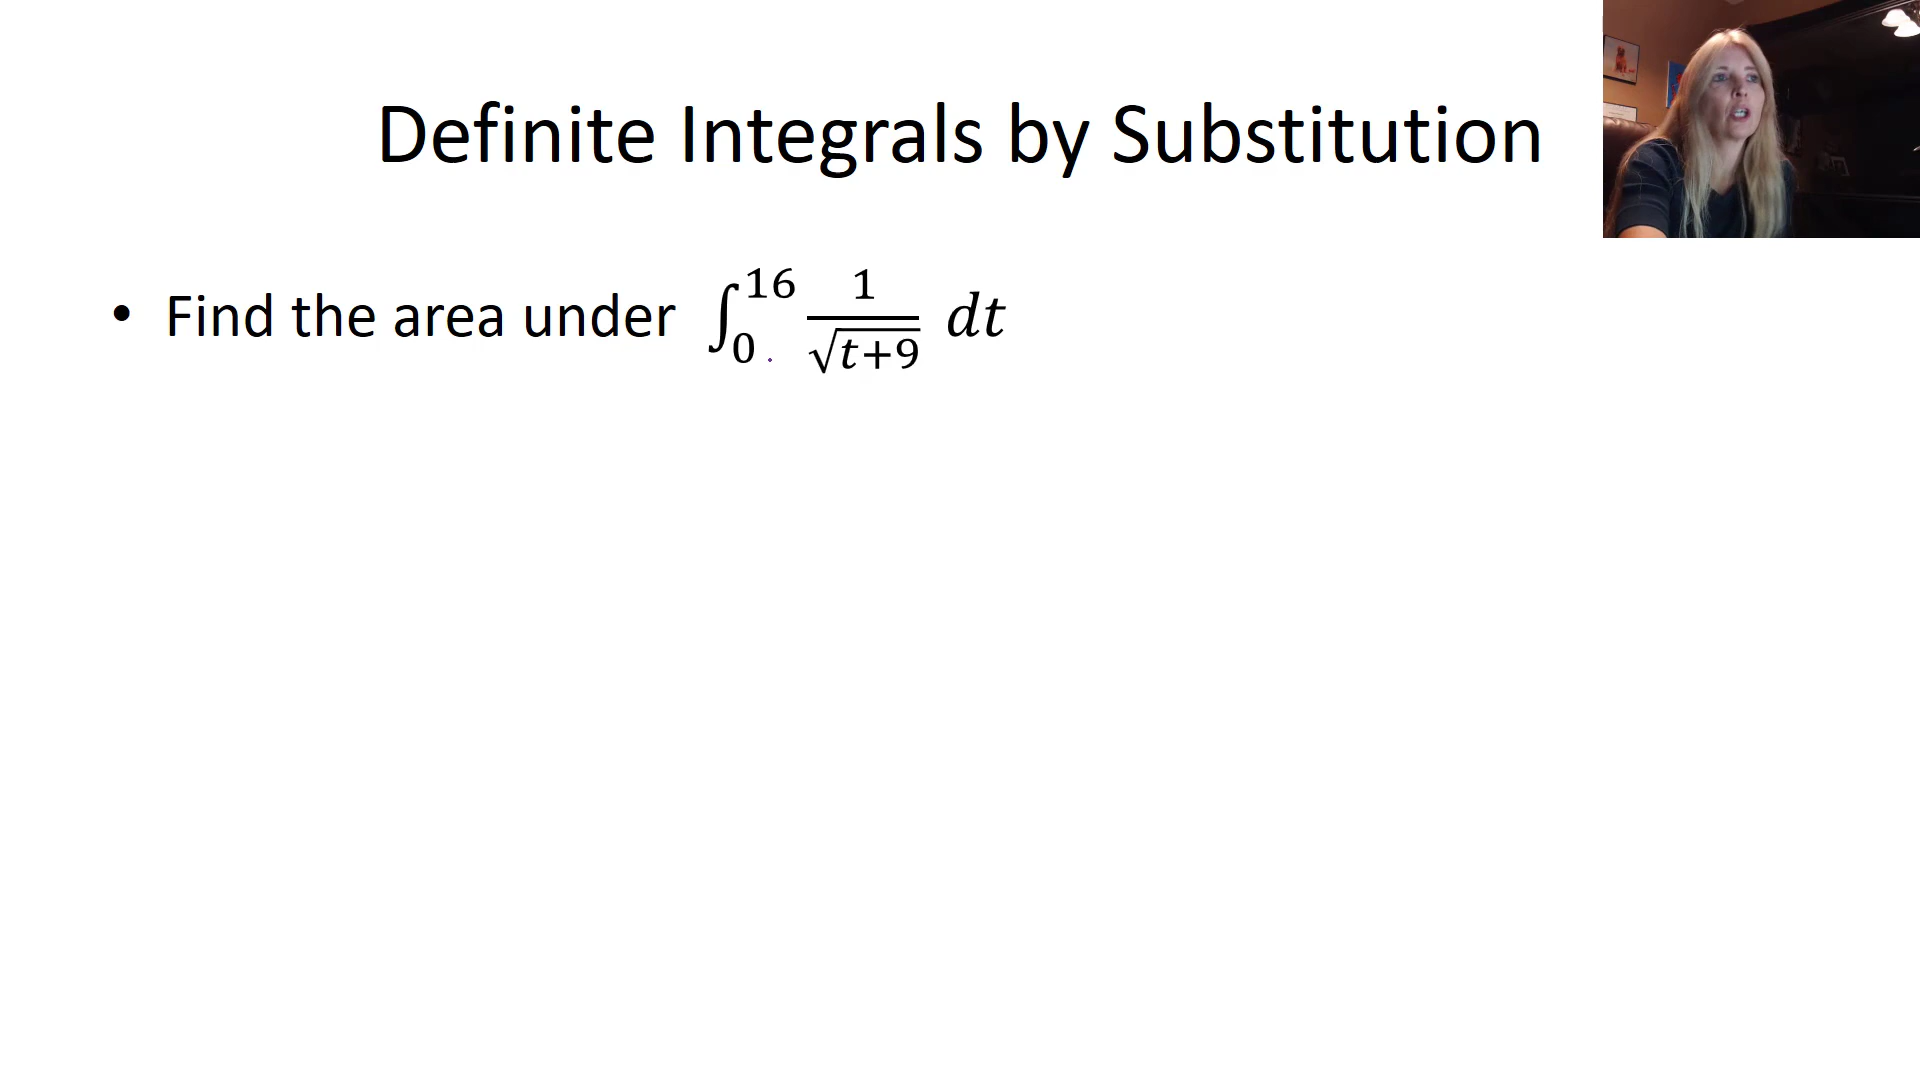 Definite Integrals by Substitution
• Find the area under ∫₀¹⁶ 1/√(t+9) dt